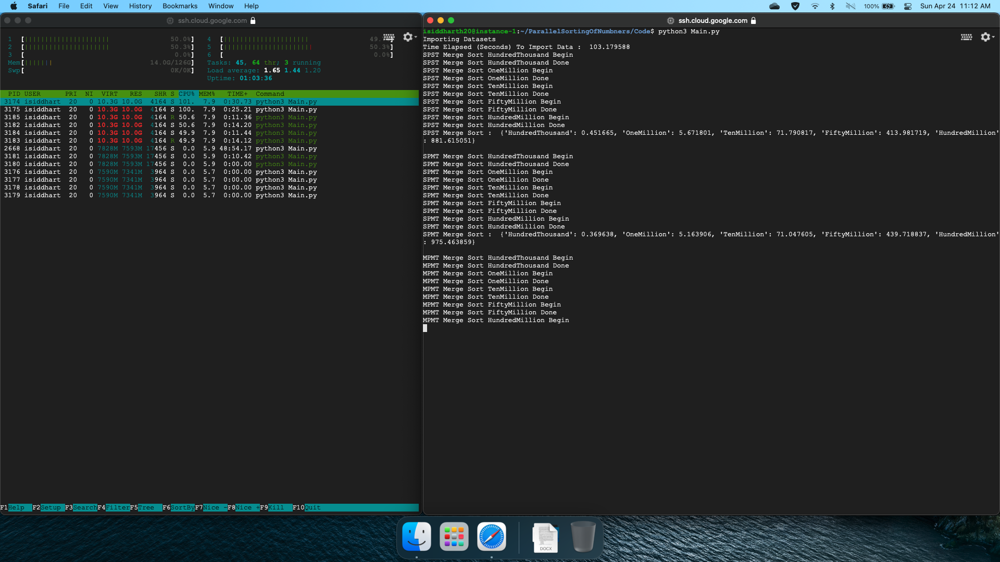 Safari File Edit View History Bookmarks Window Help 100% Sun Apr 24 11:12 AM
ssh.cloud.google.com
1 [||||||||||||||||||||| 50.0%] 4 [||||||||||||||||||||| 49.
2 [||||||||||||||||||||| 50.3%] 5 [|||||||||||||||||||||| 50.3%]
3 [ 0.0%] 6 [ 0.0%]
Mem[||||||| 14.0G/126G] Tasks: 45, 64 thr; 3 running
Swp[ 0K/0K] Load average: 1.65 1.44 1.20
Uptime: 01:03:36
PID USER PRI NI VIRT RES SHR S CPU% MEM% TIME+ Command
3174 isiddhart 20 0 10.3G 10.0G 4164 S 101. 7.9 0:30.73 python3 Main.py
3175 isiddhart 20 0 10.3G 10.0G 4164 S 100. 7.9 0:25.21 python3 Main.py
3185 isiddhart 20 0 10.3G 10.0G 4164 R 50.6 7.9 0:11.36 python3 Main.py
3182 isiddhart 20 0 10.3G 10.0G 4164 S 50.6 7.9 0:14.20 python3 Main.py
3184 isiddhart 20 0 10.3G 10.0G 4164 S 49.9 7.9 0:11.44 python3 Main.py
3183 isiddhart 20 0 10.3G 10.0G 4164 R 49.9 7.9 0:14.12 python3 Main.py
2668 isiddhart 20 0 7828M 7593M 17456 S 0.0 5.9 48:54.17 python3 Main.py
3181 isiddhart 20 0 7828M 7593M 17456 S 0.0 5.9 0:10.42 python3 Main.py
3180 isiddhart 20 0 7828M 7593M 17456 S 0.0 5.9 0:00.00 python3 Main.py
3176 isiddhart 20 0 7590M 7341M 3964 S 0.0 5.7 0:00.00 python3 Main.py
3177 isiddhart 20 0 7590M 7341M 3964 S 0.0 5.7 0:00.00 python3 Main.py
3178 isiddhart 20 0 7590M 7341M 3964 S 0.0 5.7 0:00.00 python3 Main.py
3179 isiddhart 20 0 7590M 7341M 3964 S 0.0 5.7 0:00.00 python3 Main.py
F1Help F2Setup F3SearchF4FilterF5Tree F6SortByF7Nice -F8Nice +F9Kill F10Quit
ssh.cloud.google.com
isiddharth20@instance-1:~/ParallelSortingOfNumbners/Code$ python3 Main.py
Importing Datasets
Time Elapsed (Seconds) To Import Data : 103.179588
SPST Merge Sort HundredThousand Begin
SPST Merge Sort HundredThousand Done
SPST Merge Sort OneMillion Begin
SPST Merge Sort OneMillion Done
SPST Merge Sort TenMillion Begin
SPST Merge Sort TenMillion Done
SPST Merge Sort FiftyMillion Begin
SPST Merge Sort FiftyMillion Done
SPST Merge Sort HundredMillion Begin
SPST Merge Sort HundredMillion Done
SPST Merge Sort : {'HundredThousand': 0.451665, 'OneMillion': 5.671801, 'TenMillion': 71.790817, 'FiftyMillion': 413.981719, 'HundredMillion'
: 881.615051}
SPMT Merge Sort HundredThousand Begin
SPMT Merge Sort HundredThousand Done
SPMT Merge Sort OneMillion Begin
SPMT Merge Sort OneMillion Done
SPMT Merge Sort TenMillion Begin
SPMT Merge Sort TenMillion Done
SPMT Merge Sort FiftyMillion Begin
SPMT Merge Sort FiftyMillion Done
SPMT Merge Sort HundredMillion Begin
SPMT Merge Sort HundredMillion Done
SPMT Merge Sort : {'HundredThousand': 0.369638, 'OneMillion': 5.163906, 'TenMillion': 71.047605, 'FiftyMillion': 439.718837, 'HundredMillion'
: 975.463859}
MPMT Merge Sort HundredThousand Begin
MPMT Merge Sort HundredThousand Done
MPMT Merge Sort OneMillion Begin
MPMT Merge Sort OneMillion Done
MPMT Merge Sort TenMillion Begin
MPMT Merge Sort TenMillion Done
MPMT Merge Sort FiftyMillion Begin
MPMT Merge Sort FiftyMillion Done
MPMT Merge Sort HundredMillion Begin
DOCX